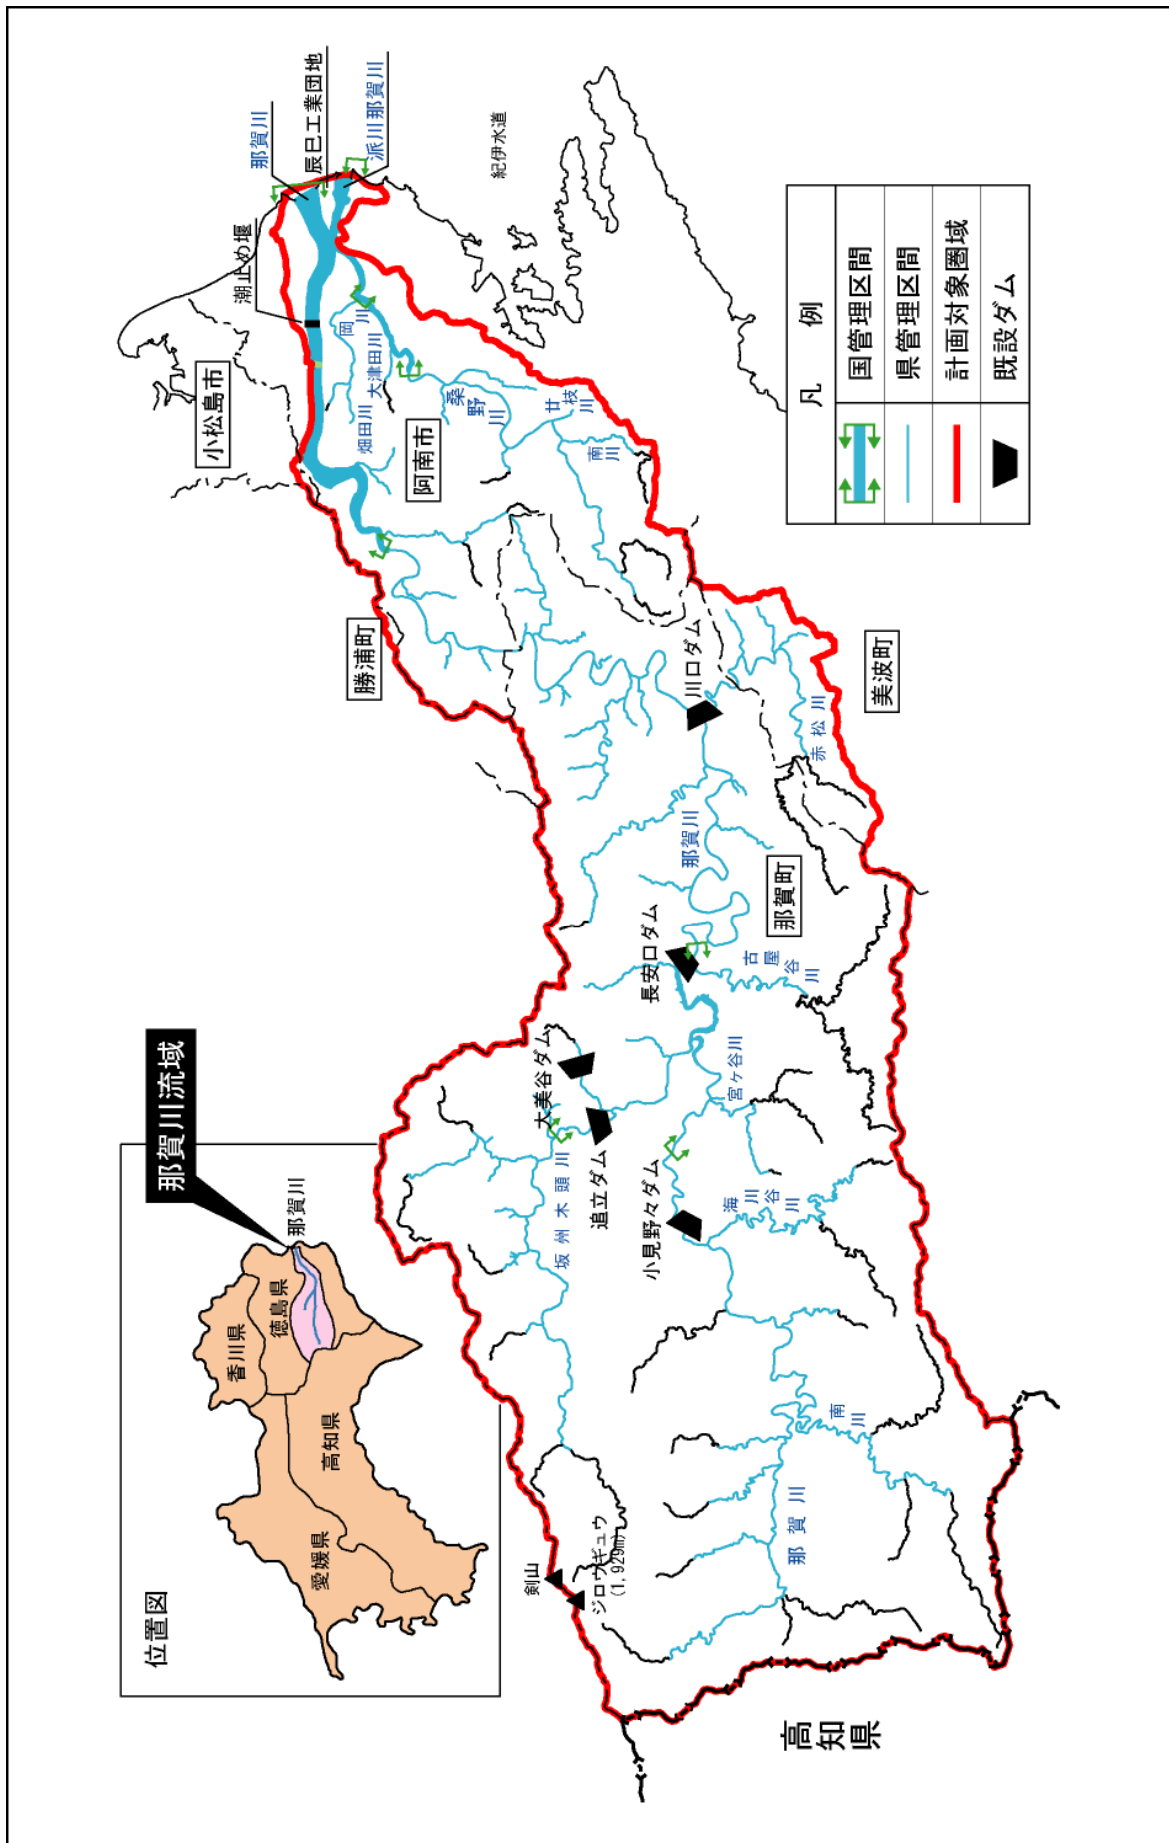 位置図
那賀川流域
香川県
徳島県
愛媛県
高知県
那賀川
剣山
ジロウギュウ
(1,929m)
高
知
県
坂州木頭川
大美谷ダム
追立ダム
小見野々ダム
長安口ダム
川口ダム
宮ヶ谷川
海川谷川
古屋谷川
南川
那賀川
那賀川
赤松川
那賀町
美波町
勝浦町
小松島市
阿南市
潮止め堰
那賀川
辰巳工業団地
派川那賀川
紀伊水道
岡川
大津田川
畑田川
桑野川
廿枝川
南川
凡 例
国管理区間
県管理区間
計画対象圏域
既設ダム